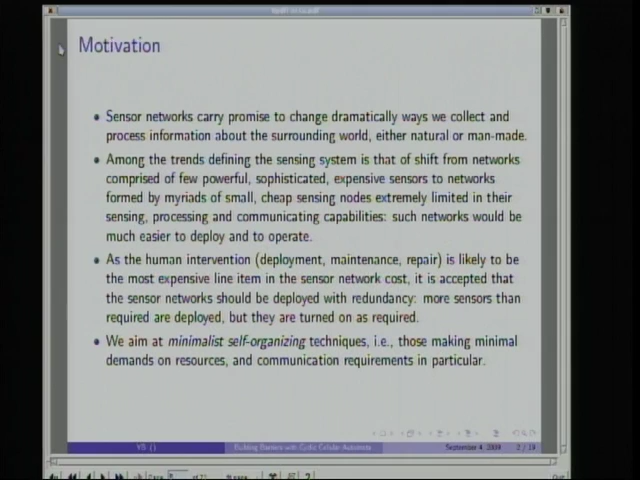 Motivation
Sensor networks carry promise to change dramatically ways we collect and
process information about the surrounding world, either natural or man-made.
Among the trends defining the sensing system is that of shift from networks
comprised of few powerful, sophisticated, expensive sensors to networks
formed by myriads of small, cheap sensing nodes extremely limited in their
sensing, processing and communicating capabilities: such networks would be
much easier to deploy and to operate.
As the human intervention (deployment, maintenance, repair) is likely to be
the most expensive line item in the sensor network cost, it is accepted that
the sensor networks should be deployed with redundancy: more sensors than
required are deployed, but they are turned on as required.
We aim at minimalist self-organizing techniques, i.e., those making minimal
demands on resources, and communication requirements in particular.
YB ()
Barriers with Cyclic Cellular Automata
September 4, 2008
2 /